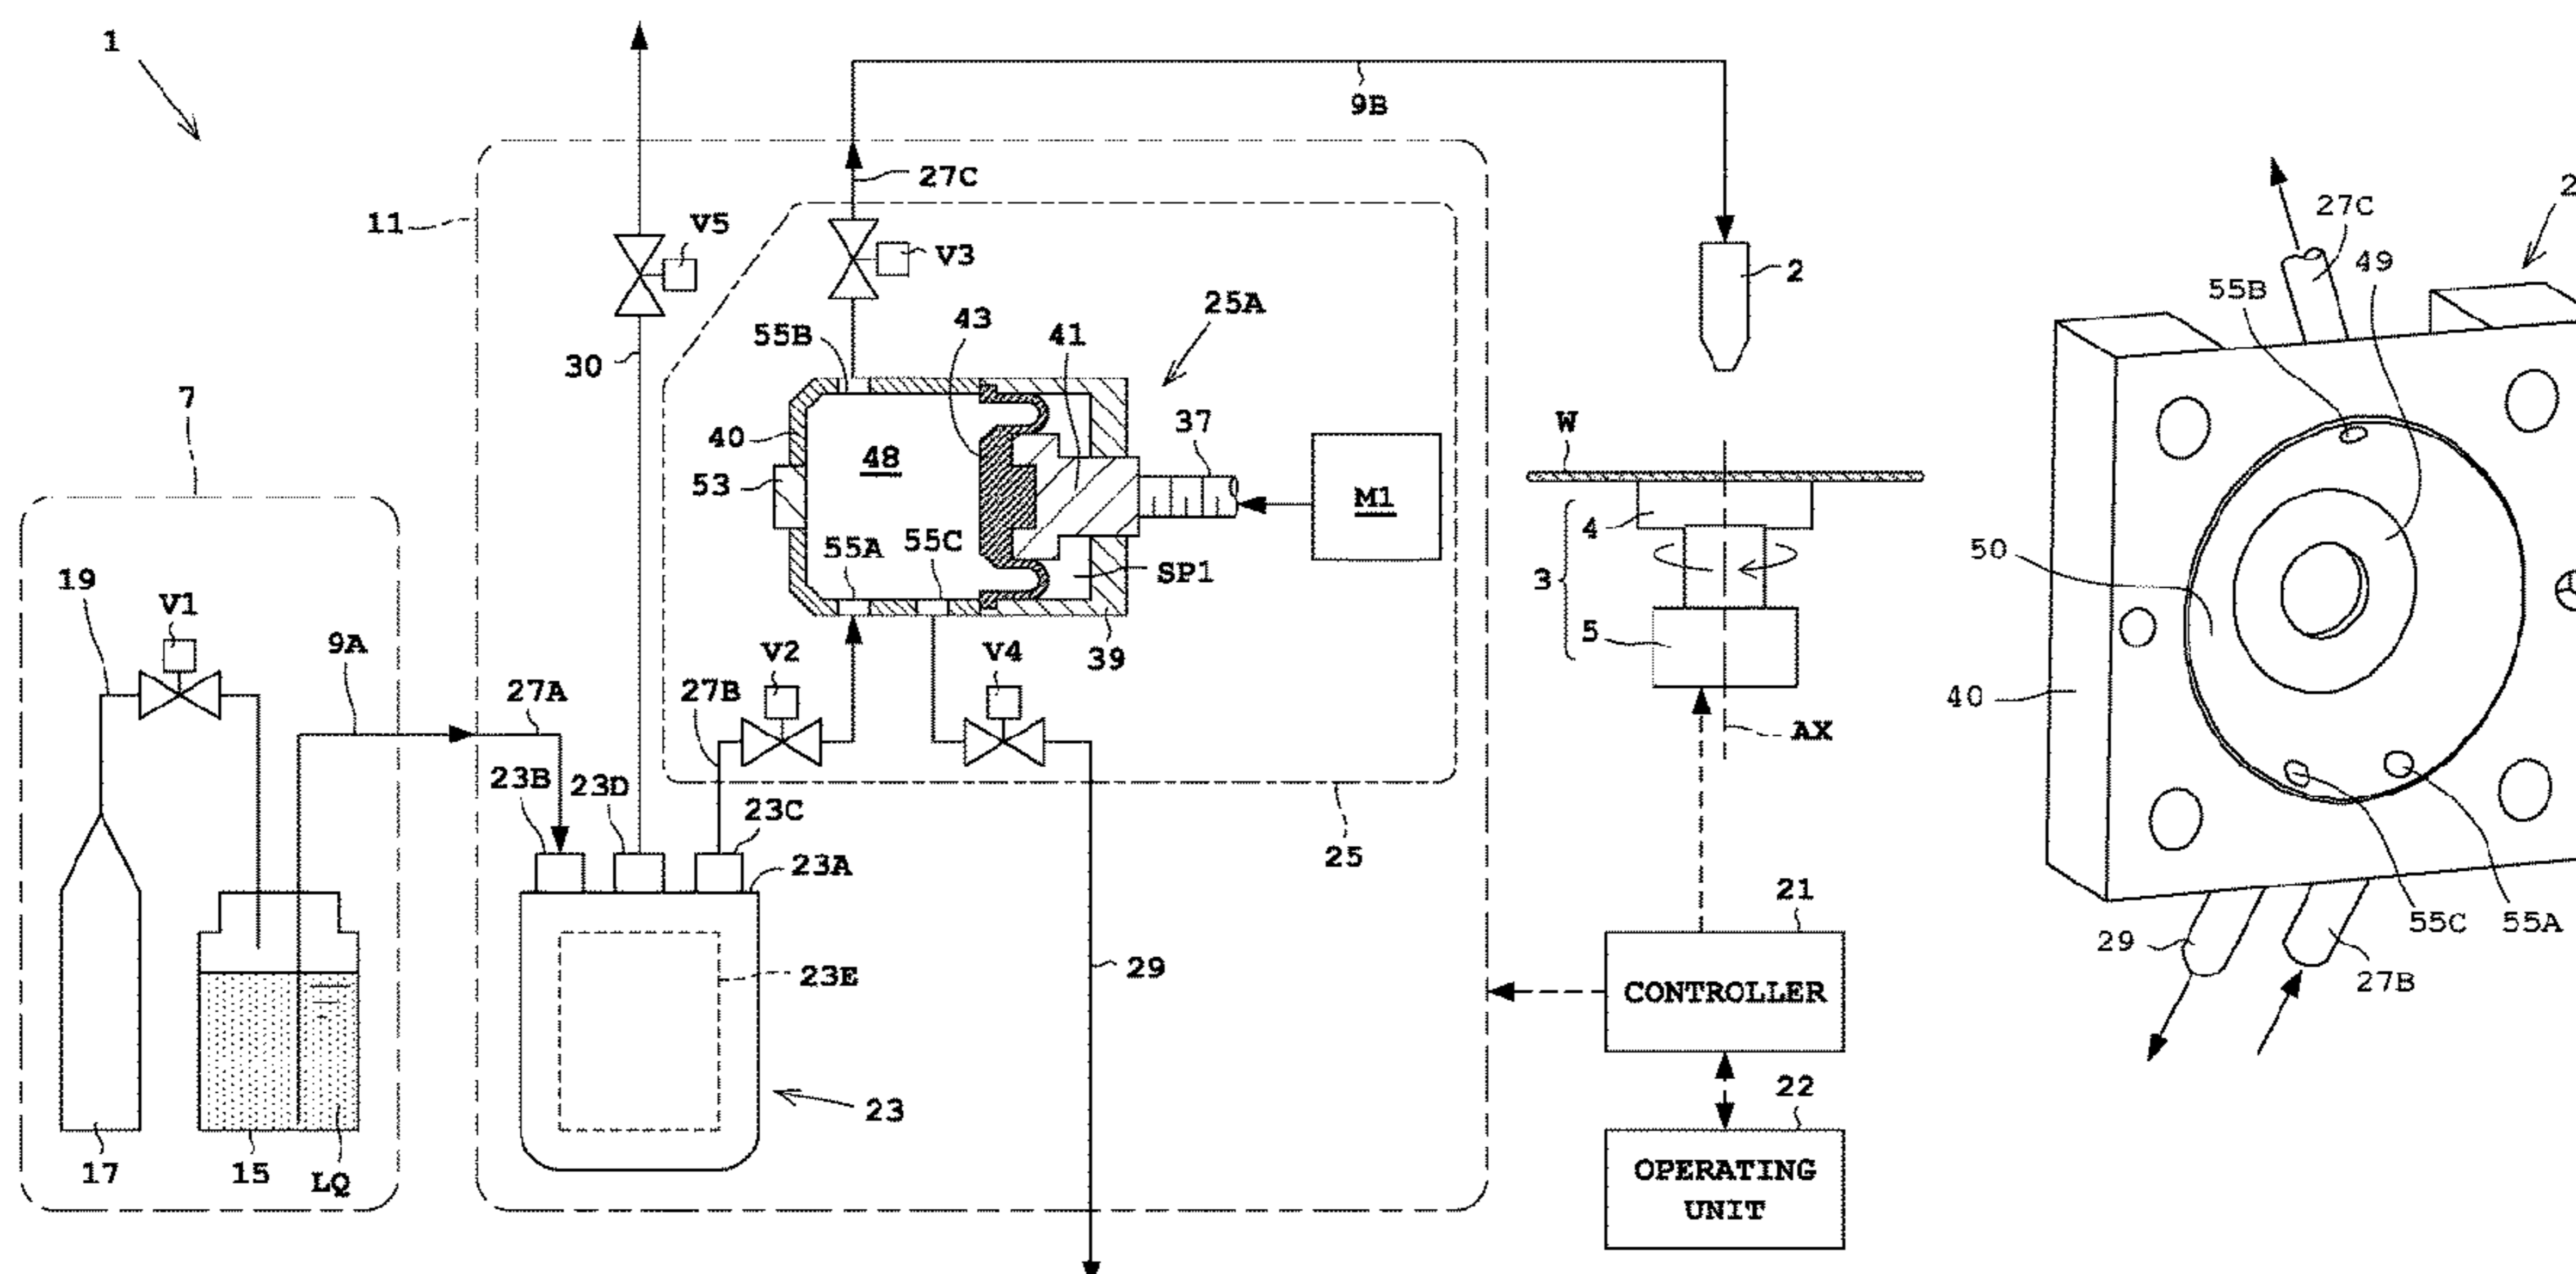 1
9B
27C
11
V5
V3
2
25A
43
41
55B
30
7
37
W
40
48
53
M1
4
55A
55C
SP1
3
19
V1
5
9A
V2
V4
39
27A
27B
AX
23B
23D
23C
25
23A
21
CONTROLLER
23E
29
22
23
OPERATING
UNIT
17
15
LQ
27C
49
55B
50
40
29
55C
55A
27B